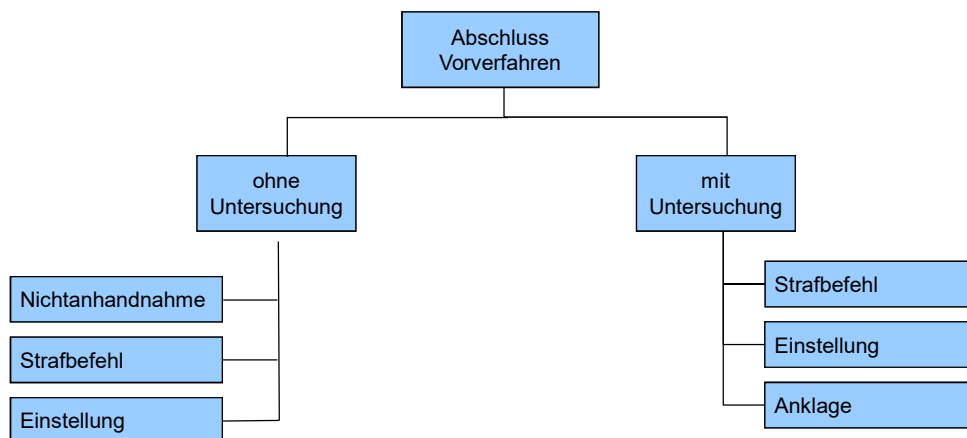 Abschluss
Vorverfahren
ohne
Untersuchung
mit
Untersuchung
Nichtanhandnahme
Strafbefehl
Einstellung
Strafbefehl
Einstellung
Anklage